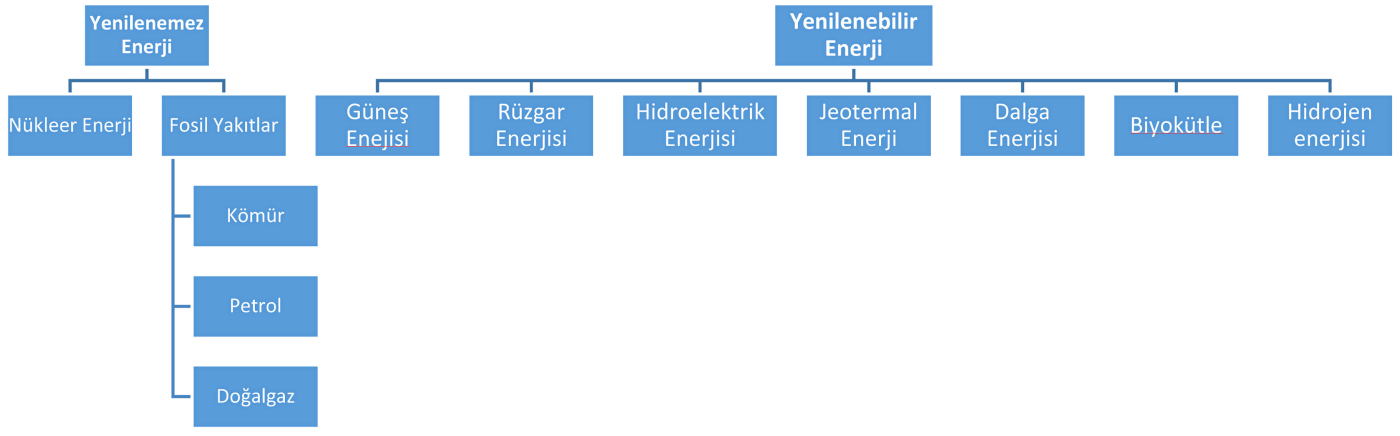 Yenilenemez
Enerji
Yenilenebilir
Enerji
Nükleer Enerji
Fosil Yakıtlar
Güneş
Enejisi
Rüzgar
Enerjisi
Hidroelektrik
Enerjisi
Jeotermal
Enerji
Dalga
Enerjisi
Biyokütle
Hidrojen
enerjisi
Kömür
Petrol
Doğalgaz